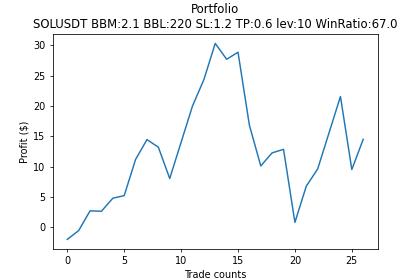 Portfolio
SOLUSDT BBM:2.1 BBL:220 SL:1.2 TP:0.6 lev:10 WinRatio:67.0
30
25
20
15
10
5
0
Profit ($)
0 5 10 15 20 25
Trade counts